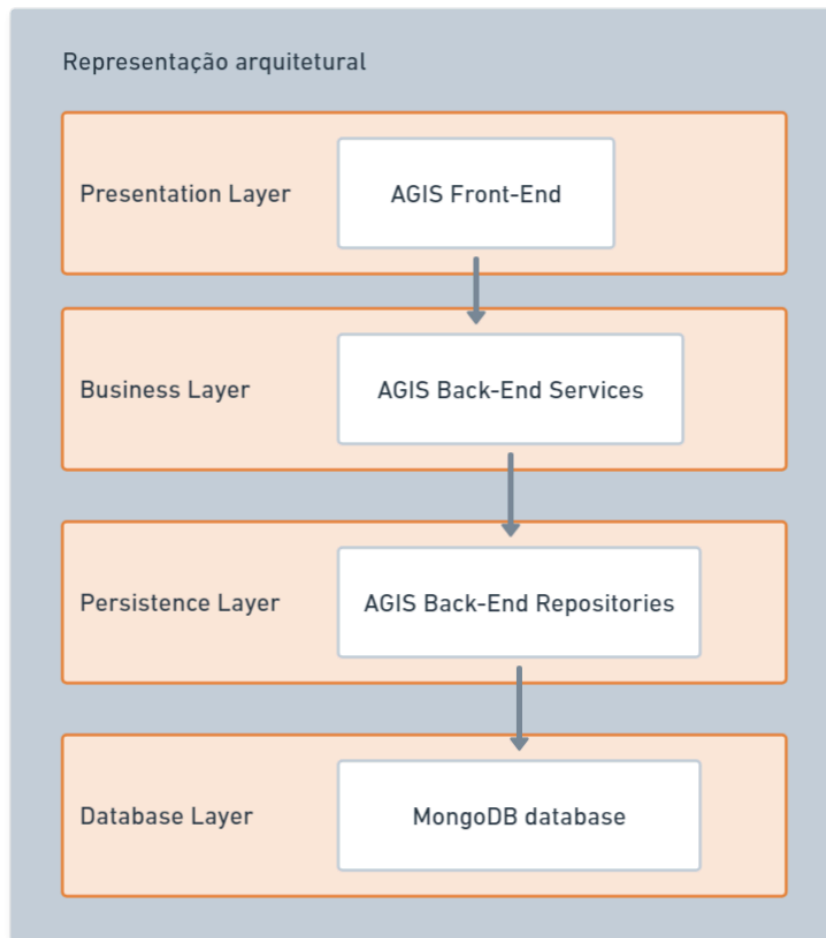 Representação arquitetural
Presentation Layer
AGIS Front-End
Business Layer
AGIS Back-End Services
Persistence Layer
AGIS Back-End Repositories
Database Layer
MongoDB database